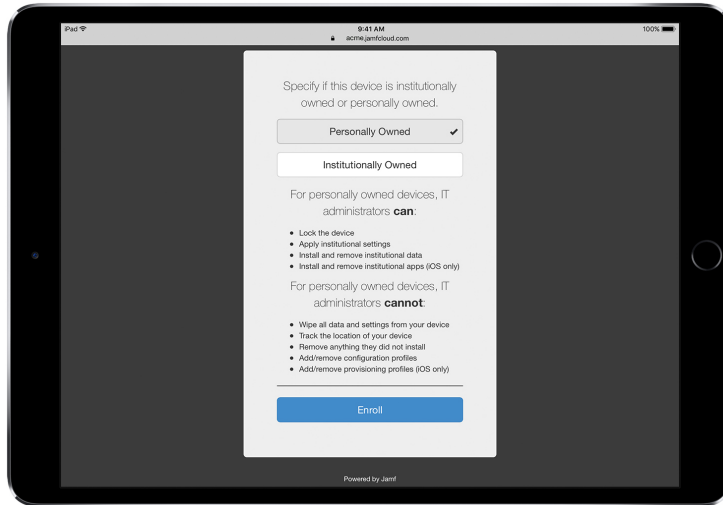 iPad
9:41 AM
100%
acme.jamfcloud.com
Specify if this device is institutionally
owned or personally owned.
Personally Owned
Institutionally Owned
For personally owned devices, IT
administrators can:
• Lock the device
• Apply institutional settings
• Install and remove institutional data
• Install and remove institutional apps (iOS only)
For personally owned devices, IT
administrators cannot:
• Wipe all data and settings from your device
• Track the location of your device
• Remove anything they did not install
• Add/remove configuration profiles
• Add/remove provisioning profiles (iOS only)
Enroll
Powered by Jamf